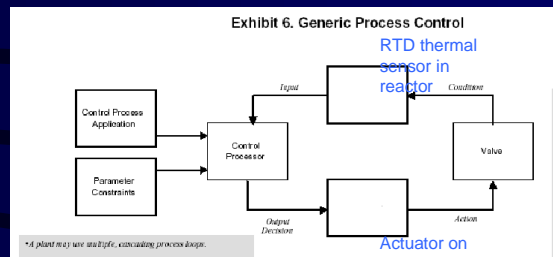 Exhibit 6. Generic Process Control
RTD thermal
sensor in
reactor
Input
Condition
Control Process
Application
Control
Processor
Valve
Parameter
Constraints
Output
Decision
Action
Actuator on
*A plant may use multiple, cascading process loops.